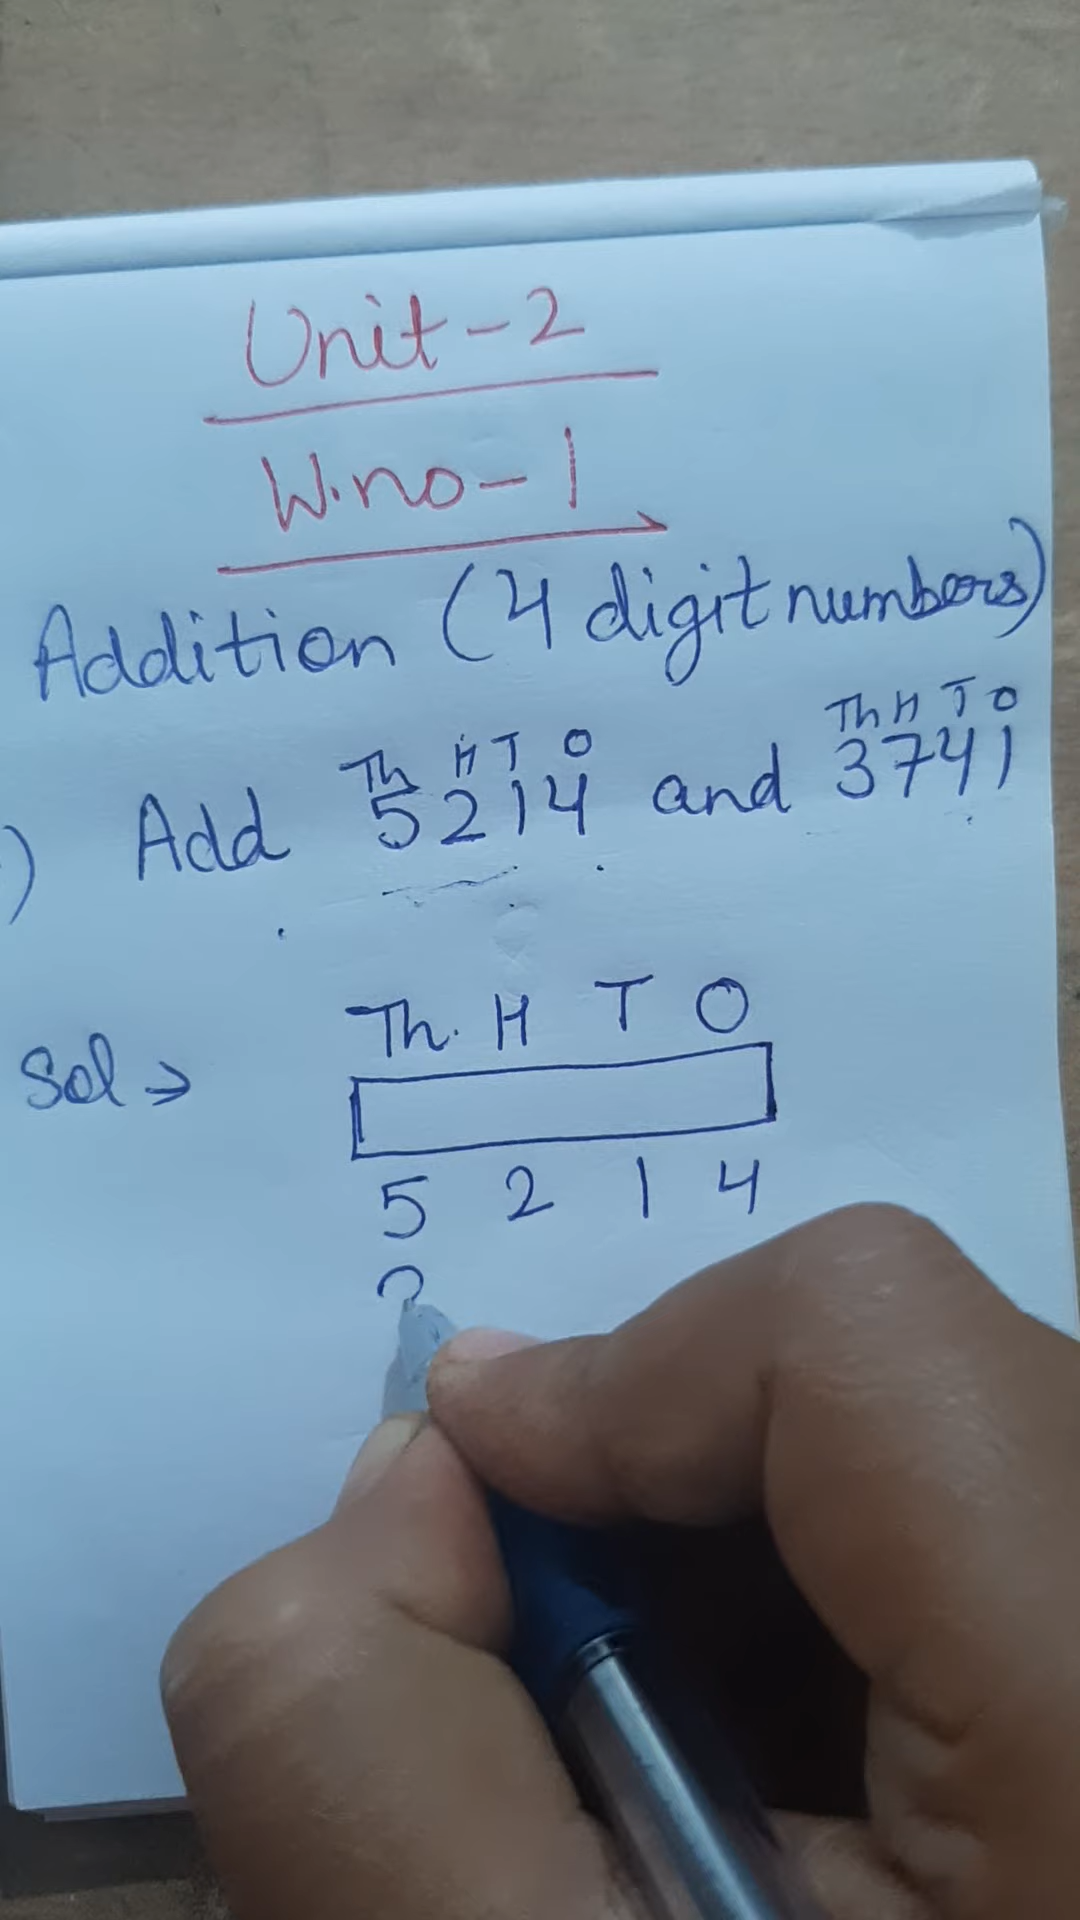 Unit-2
W.no-1
Addition (4 digit numbers)
Th H T O Th H T O
) Add 5214 and 3741
Th. H T O
Sol →
5 2 1 4